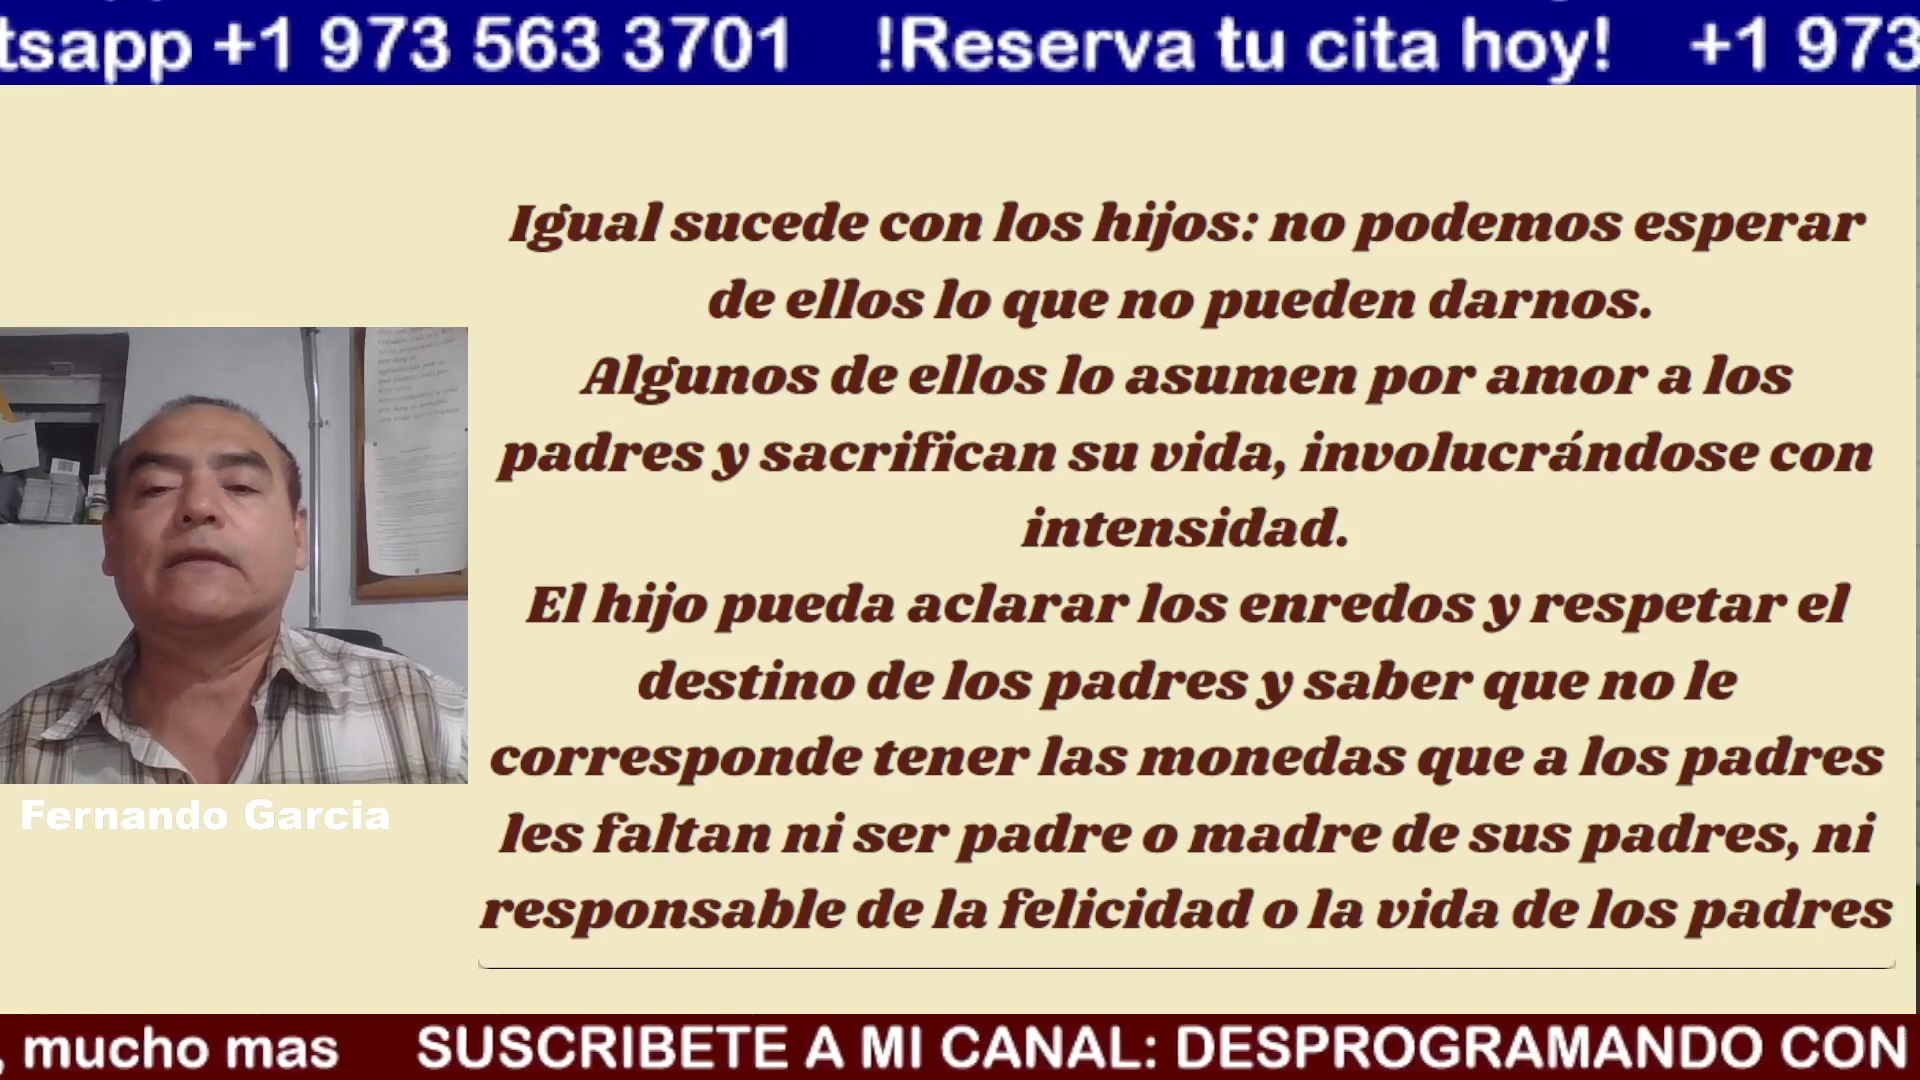 tsapp +1 973 563 3701 !Reserva tu cita hoy! +1 973
Igual sucede con los hijos: no podemos esperar
de ellos lo que no pueden darnos.
Algunos de ellos lo asumen por amor a los
padres y sacrifican su vida, involucrándose con
intensidad.
El hijo pueda aclarar los enredos y respetar el
destino de los padres y saber que no le
corresponde tener las monedas que a los padres
les faltan ni ser padre o madre de sus padres, ni
responsable de la felicidad o la vida de los padres
Fernando Garcia
, mucho mas SUSCRIBETE A MI CANAL: DESPROGRAMANDO CON